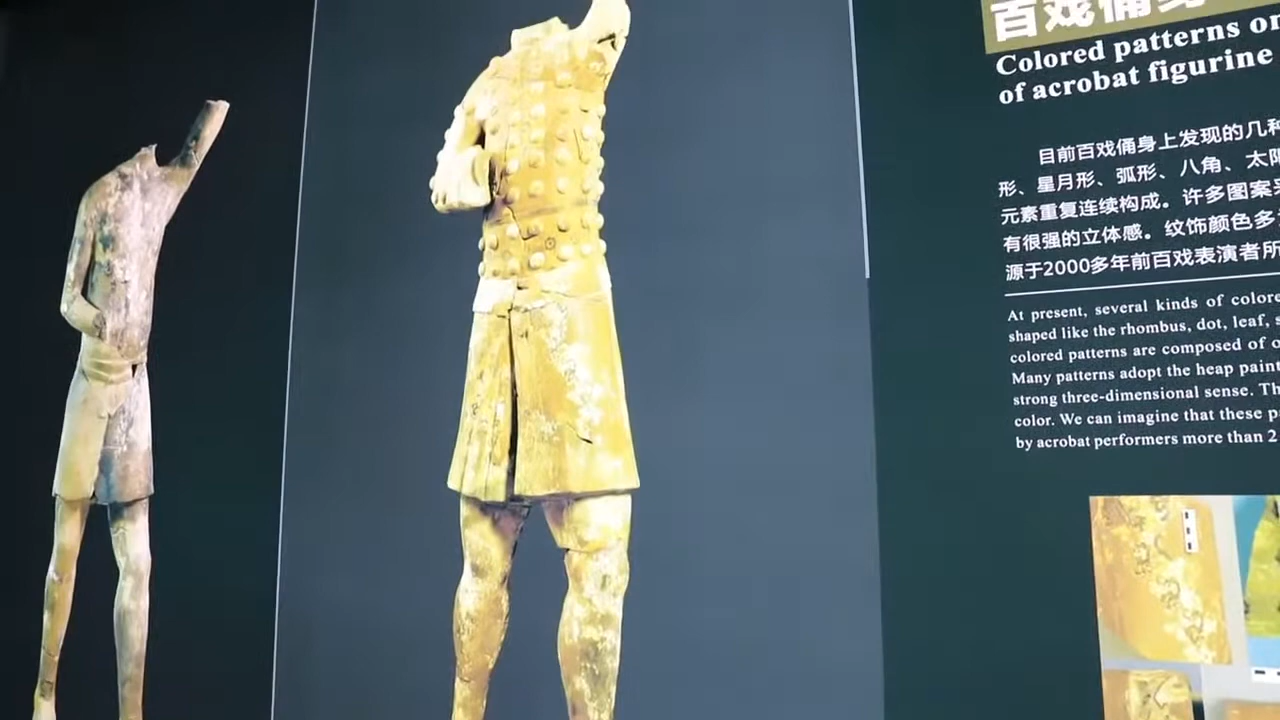 百戏俑身
Colored patterns on
of acrobat figurine
目前百戏俑身上发现的几种
形、星月形、弧形、八角、太阳
元素重复连续构成。许多图案采
有很强的立体感。纹饰颜色多
源于2000多年前百戏表演者所
At present, several kinds of colore
shaped like the rhombus, dot, leaf, s
colored patterns are composed of o
Many patterns adopt the heap paint
strong three-dimensional sense. Th
color. We can imagine that these p
by acrobat performers more than 2